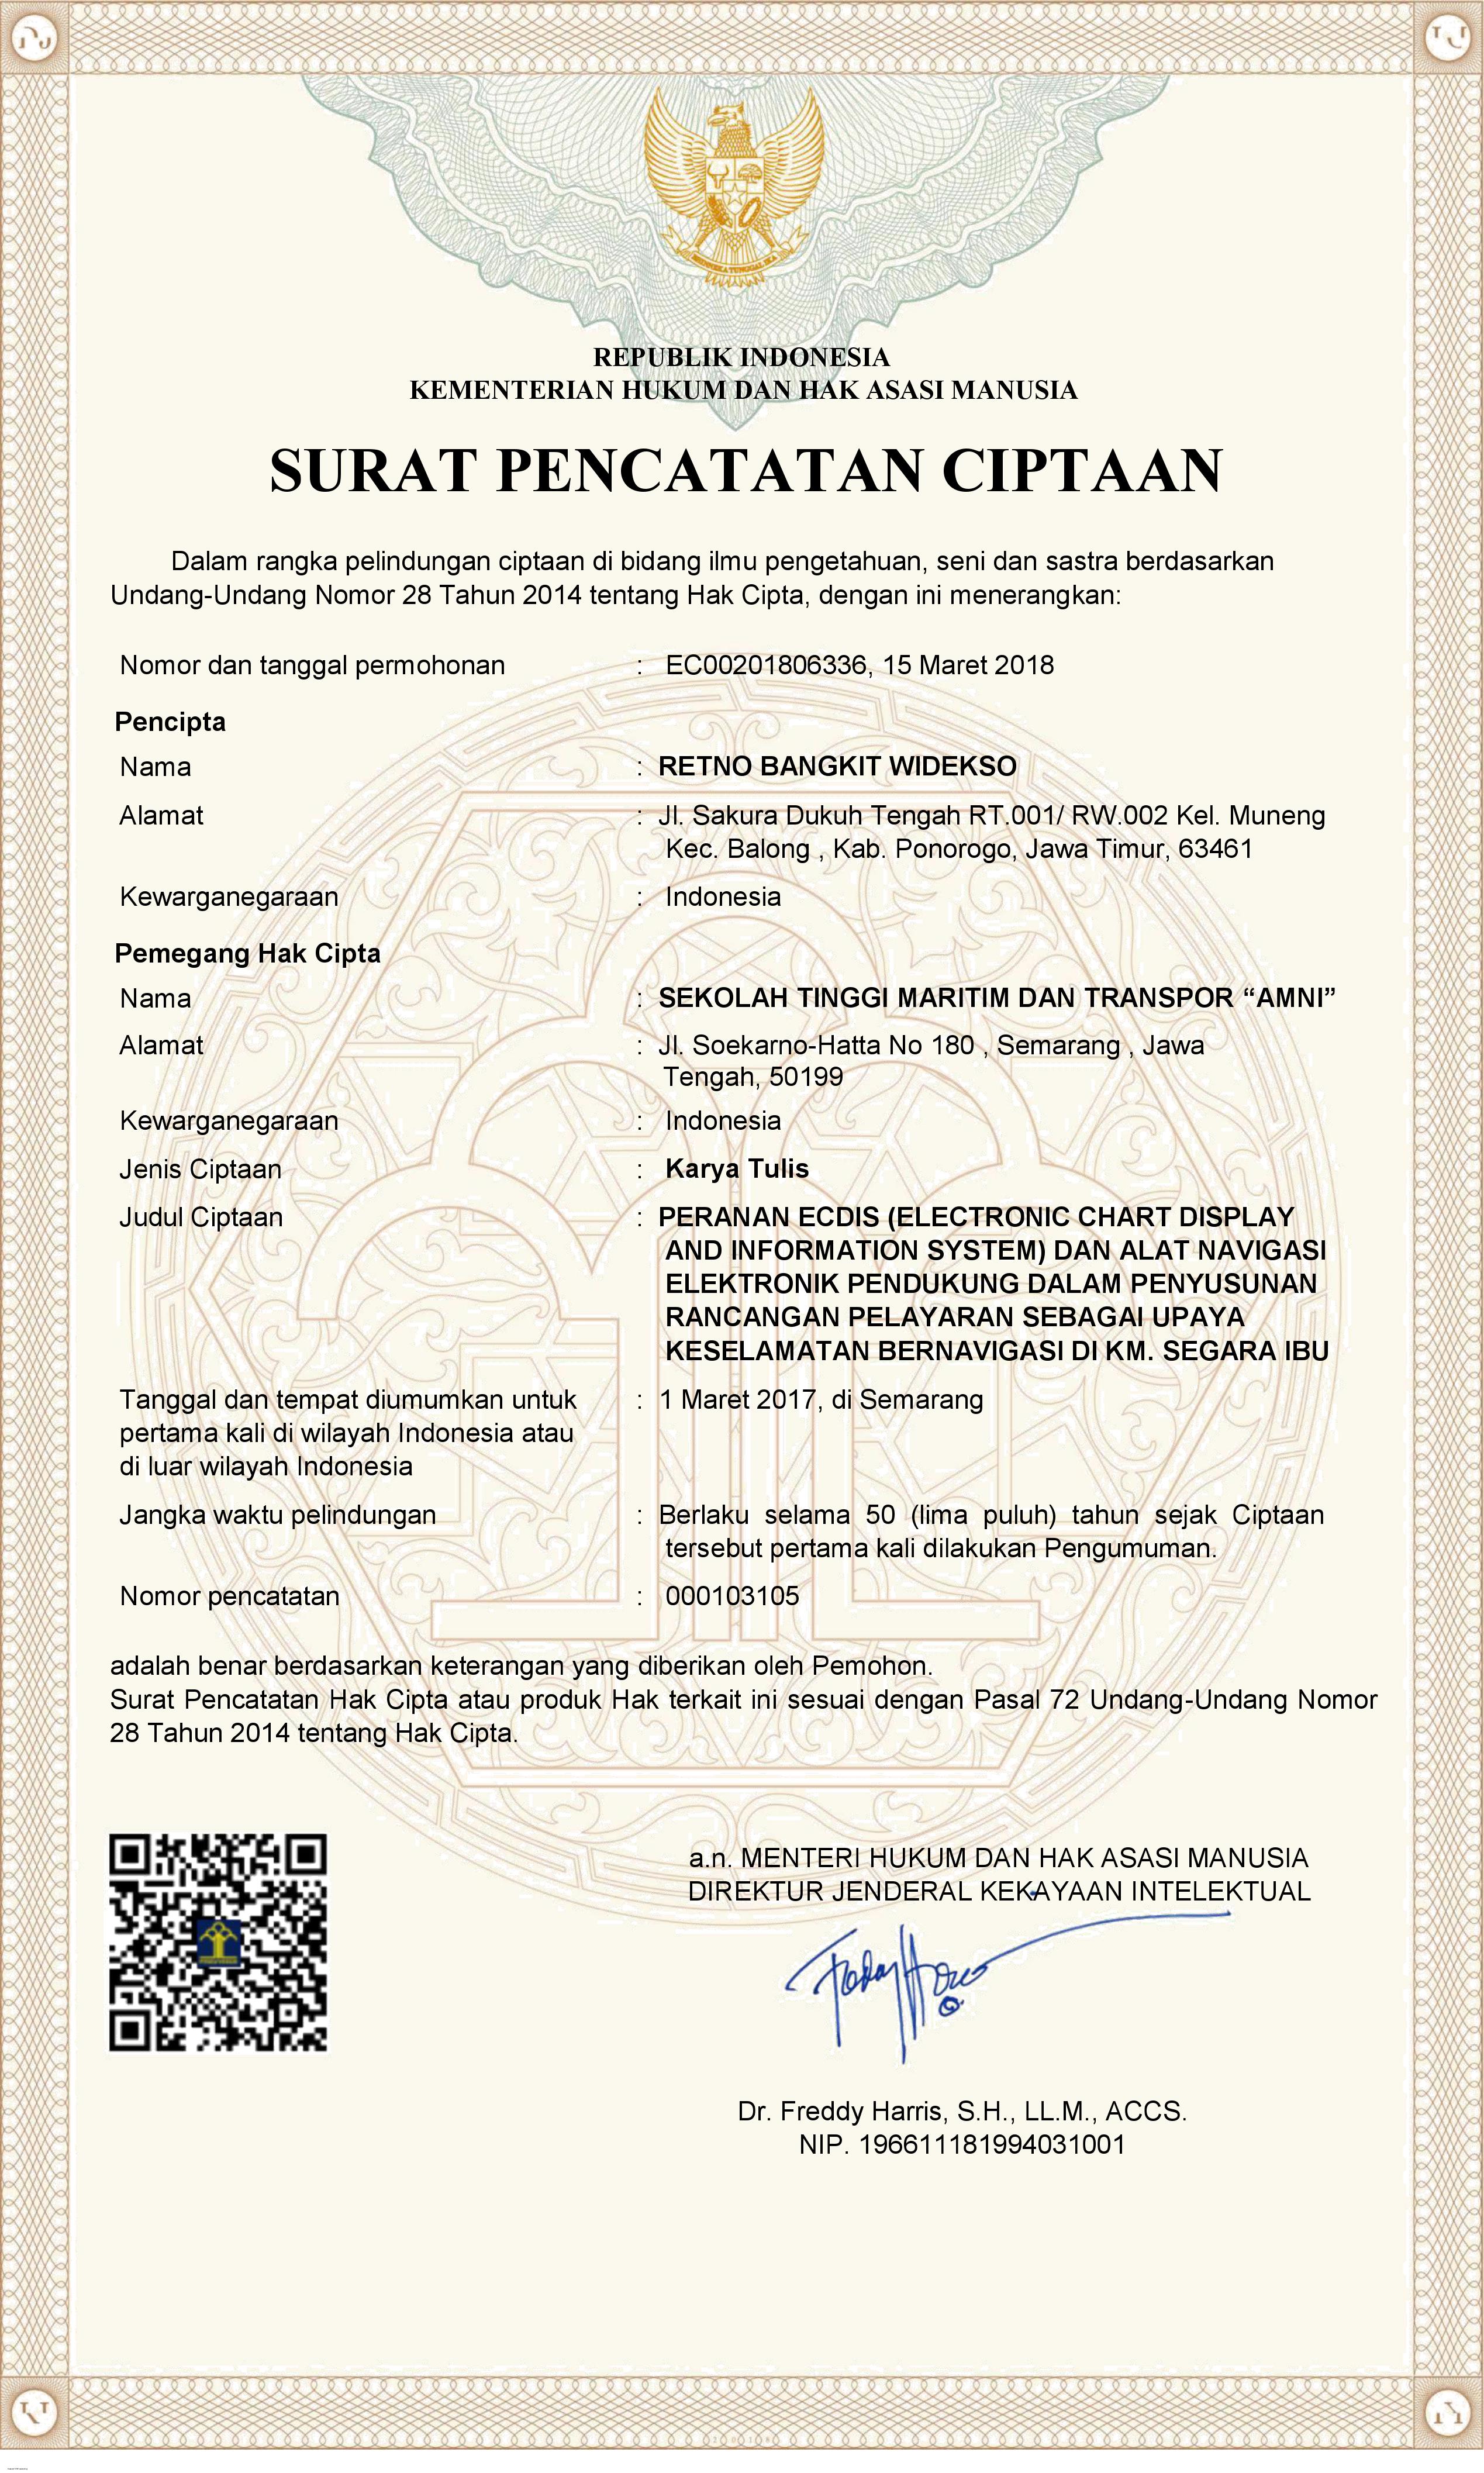 REPUBLIK INDONESIA
KEMENTERIAN HUKUM DAN HAK ASASI MANUSIA
SURAT PENCATATAN CIPTAAN
Dalam rangka pelindungan ciptaan di bidang ilmu pengetahuan, seni dan sastra berdasarkan
Undang-Undang Nomor 28 Tahun 2014 tentang Hak Cipta, dengan ini menerangkan:
Nomor dan tanggal permohonan : EC00201806336, 15 Maret 2018
Pencipta
Nama : RETNO BANGKIT WIDEKSO
Alamat : Jl. Sakura Dukuh Tengah RT.001/ RW.002 Kel. Muneng
Kec. Balong , Kab. Ponorogo, Jawa Timur, 63461
Kewarganegaraan : Indonesia
Pemegang Hak Cipta
Nama : SEKOLAH TINGGI MARITIM DAN TRANSPOR “AMNI”
Alamat : Jl. Soekarno-Hatta No 180 , Semarang , Jawa
Tengah, 50199
Kewarganegaraan : Indonesia
Jenis Ciptaan : Karya Tulis
Judul Ciptaan : PERANAN ECDIS (ELECTRONIC CHART DISPLAY
AND INFORMATION SYSTEM) DAN ALAT NAVIGASI
ELEKTRONIK PENDUKUNG DALAM PENYUSUNAN
RANCANGAN PELAYARAN SEBAGAI UPAYA
KESELAMATAN BERNAVIGASI DI KM. SEGARA IBU
Tanggal dan tempat diumumkan untuk : 1 Maret 2017, di Semarang
pertama kali di wilayah Indonesia atau
di luar wilayah Indonesia
Jangka waktu pelindungan : Berlaku selama 50 (lima puluh) tahun sejak Ciptaan
tersebut pertama kali dilakukan Pengumuman.
Nomor pencatatan : 000103105
adalah benar berdasarkan keterangan yang diberikan oleh Pemohon.
Surat Pencatatan Hak Cipta atau produk Hak terkait ini sesuai dengan Pasal 72 Undang-Undang Nomor
28 Tahun 2014 tentang Hak Cipta.
a.n. MENTERI HUKUM DAN HAK ASASI MANUSIA
DIREKTUR JENDERAL KEKAYAAN INTELEKTUAL
Dr. Freddy Harris, S.H., LL.M., ACCS.
NIP. 196611181994031001